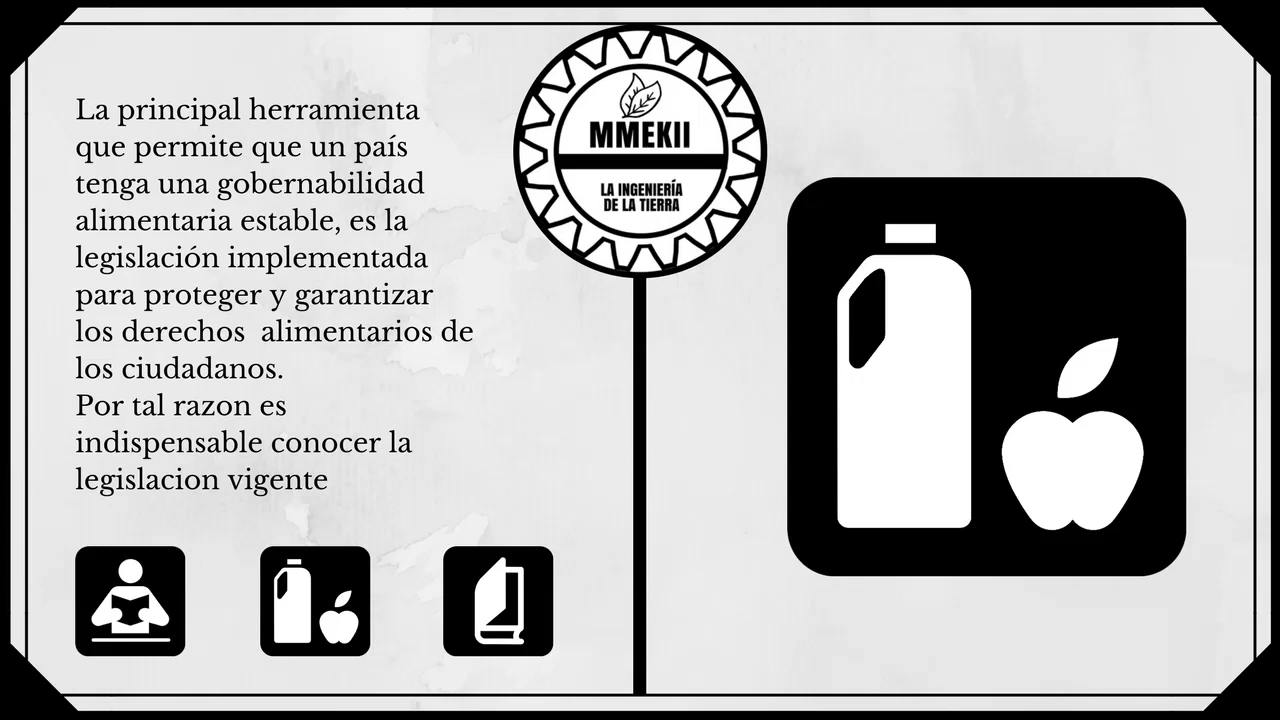 La principal herramienta
que permite que un país
tenga una gobernabilidad
alimentaria estable, es la
legislación implementada
para proteger y garantizar
los derechos  alimentarios de
los ciudadanos.
Por tal razon es
indispensable conocer la
legislacion vigente
MMEKII
LA INGENIERÍA
DE LA TIERRA